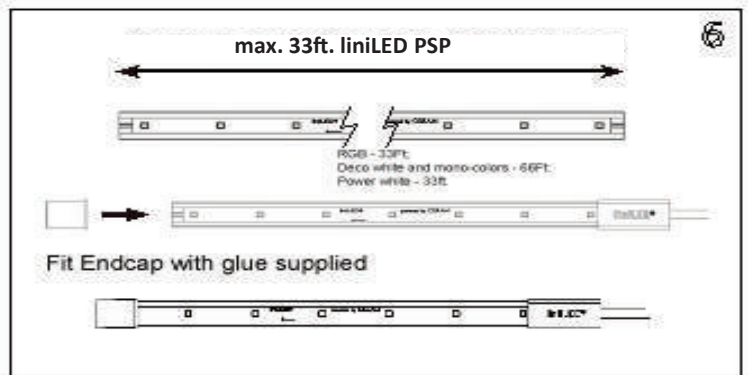 6
max. 33ft. liniLED PSP
RGB - 33Ft.
Deco white and mono-colors - 66Ft.
Power white - 33ft.
Fit Endcap with glue supplied